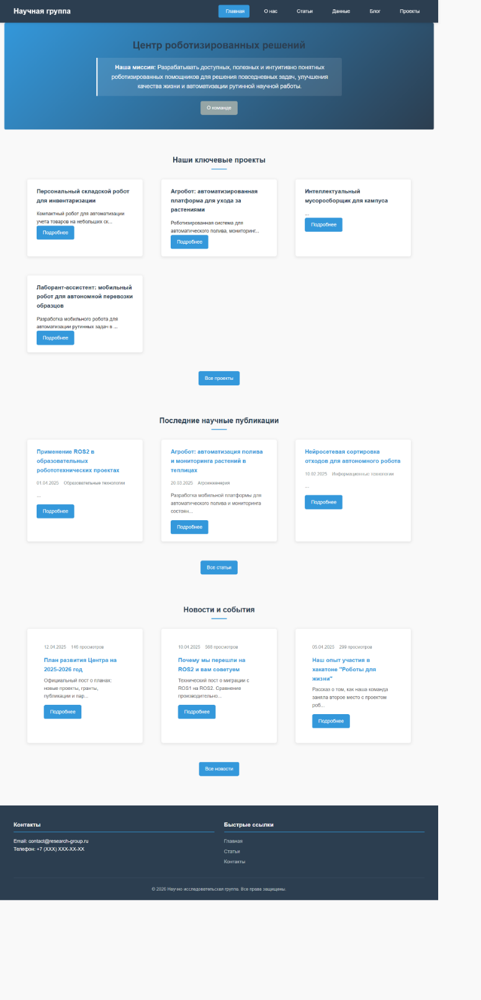 Научная группа
Главная
О нас
Статьи
Данные
Блог
Проекты
Центр роботизированных решений
Наша миссия: Разрабатывать доступных, полезных и интуитивно понятных
роботизированных помощников для решения повседневных задач, улучшения
качества жизни и автоматизации рутинной научной работы.
О команде
Наши ключевые проекты
Персональный складской робот
для инвентаризации
Компактный робот для автоматизации
учета товаров на небольших ск...
Подробнее
Агробот: автоматизированная
платформа для ухода за
растениями
Роботизированная система для
автоматического полива, мониторинг...
Подробнее
Интеллектуальный
мусоросборщик для кампуса
...
Подробнее
Лаборант-ассистент: мобильный
робот для автономной перевозки
образцов
Разработка мобильного робота для
автоматизации рутинных задач в ...
Подробнее
Все проекты
Последние научные публикации
Применение ROS2 в
образовательных
робототехнических проектах
01.04.2025 Образовательные технологии
...
Подробнее
Агробот: автоматизация полива
и мониторинга растений в
теплицах
20.03.2025 Агроинженерия
Разработка мобильной платформы для
автоматического полива и мониторинга
состоян...
Подробнее
Нейросетевая сортировка
отходов для автономного робота
10.02.2025 Информационные технологии
...
Подробнее
Все статьи
Новости и события
12.04.2025 146 просмотров
План развития Центра на
2025-2026 год
Официальный пост о планах:
новые проекты, гранты,
публикации и пар...
Подробнее
10.04.2025 568 просмотров
Почему мы перешли на
ROS2 и вам советуем
Технический пост о миграции с
ROS1 на ROS2. Сравнение
производительно...
Подробнее
05.04.2025 299 просмотров
Наш опыт участия в
хакатоне "Роботы для
жизни"
Рассказ о том, как наша команда
заняла второе место с проектом
роб...
Подробнее
Все новости
Контакты
Email: contact@research-group.ru
Телефон: +7 (XXX) XXX-XX-XX
Быстрые ссылки
Главная
Статьи
Контакты
© 2026 Научно исследовательская группа. Все права защищены.